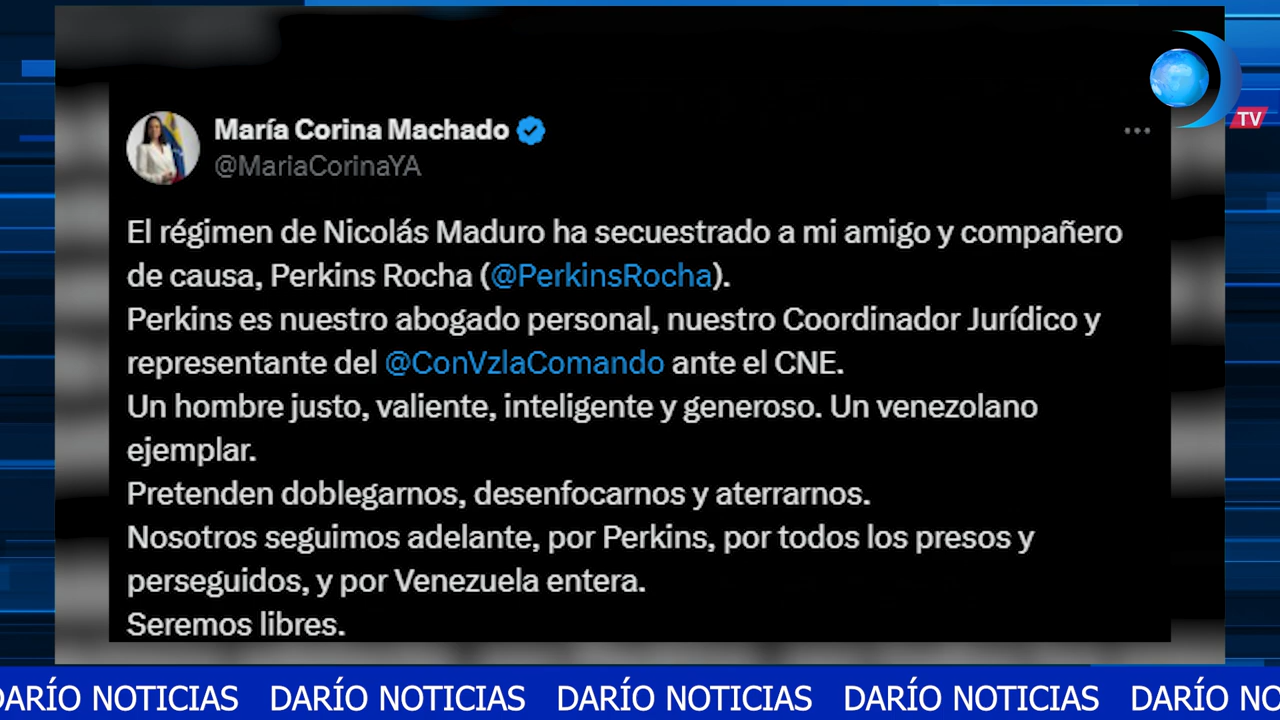 María Corina Machado
@MariaCorinaYA
TV
El régimen de Nicolás Maduro ha secuestrado a mi amigo y compañero
de causa, Perkins Rocha (@PerkinsRocha).
Perkins es nuestro abogado personal, nuestro Coordinador Jurídico y
representante del @ConVzlaComando ante el CNE.
Un hombre justo, valiente, inteligente y generoso. Un venezolano
ejemplar.
Pretenden doblegarnos, desenfocarnos y aterrarnos.
Nosotros seguimos adelante, por Perkins, por todos los presos y
perseguidos, y por Venezuela entera.
Seremos libres.
DARÍO NOTICIAS DARÍO NOTICIAS DARÍO NOTICIAS DARÍO NOTICIAS DARÍO NO